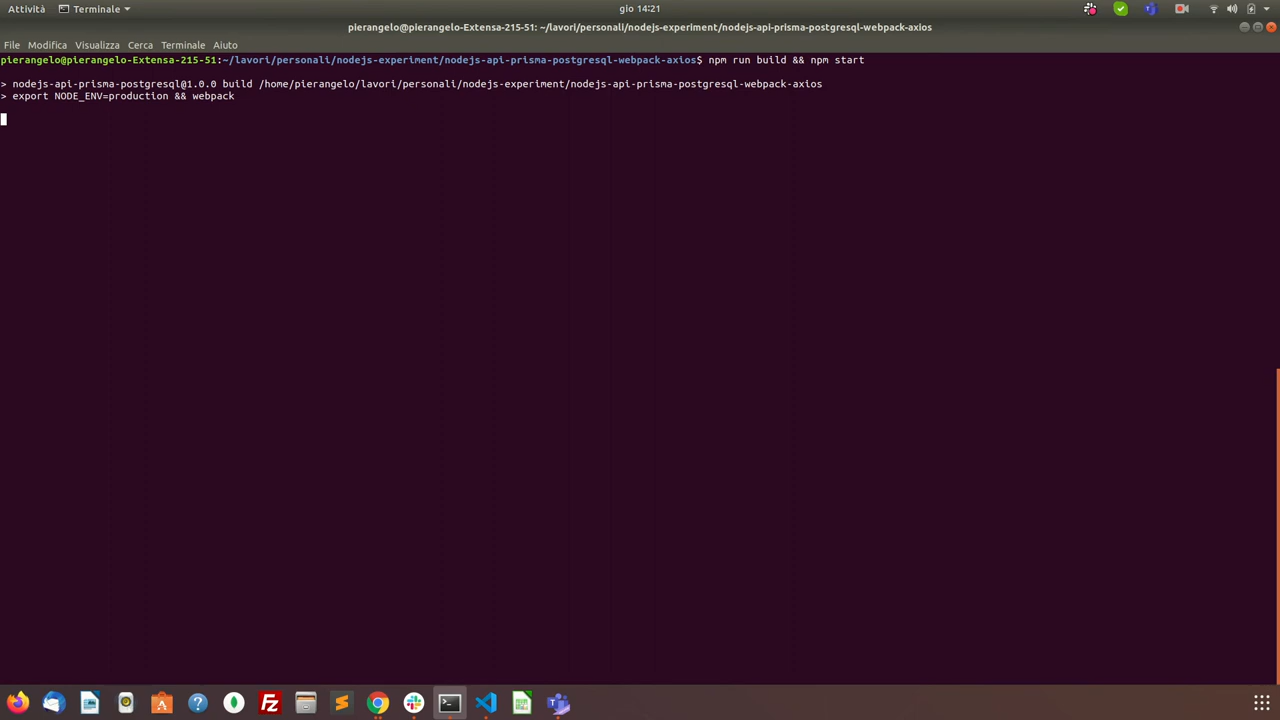 Attività
Terminale
gio 14:21
pierangelo@pierangelo-Extensa-215-51: ~/lavori/personali/nodejs-experiment/nodejs-api-prisma-postgresql-webpack-axios
File Modifica Visualizza Cerca Terminale Aiuto
pierangelo@pierangelo-Extensa-215-51:~/lavori/personali/nodejs-experiment/nodejs-api-prisma-postgresql-webpack-axios$ npm run build && npm start
> nodejs-api-prisma-postgresql@1.0.0 build /home/pierangelo/lavori/personali/nodejs-experiment/nodejs-api-prisma-postgresql-webpack-axios
> export NODE_ENV=production && webpack